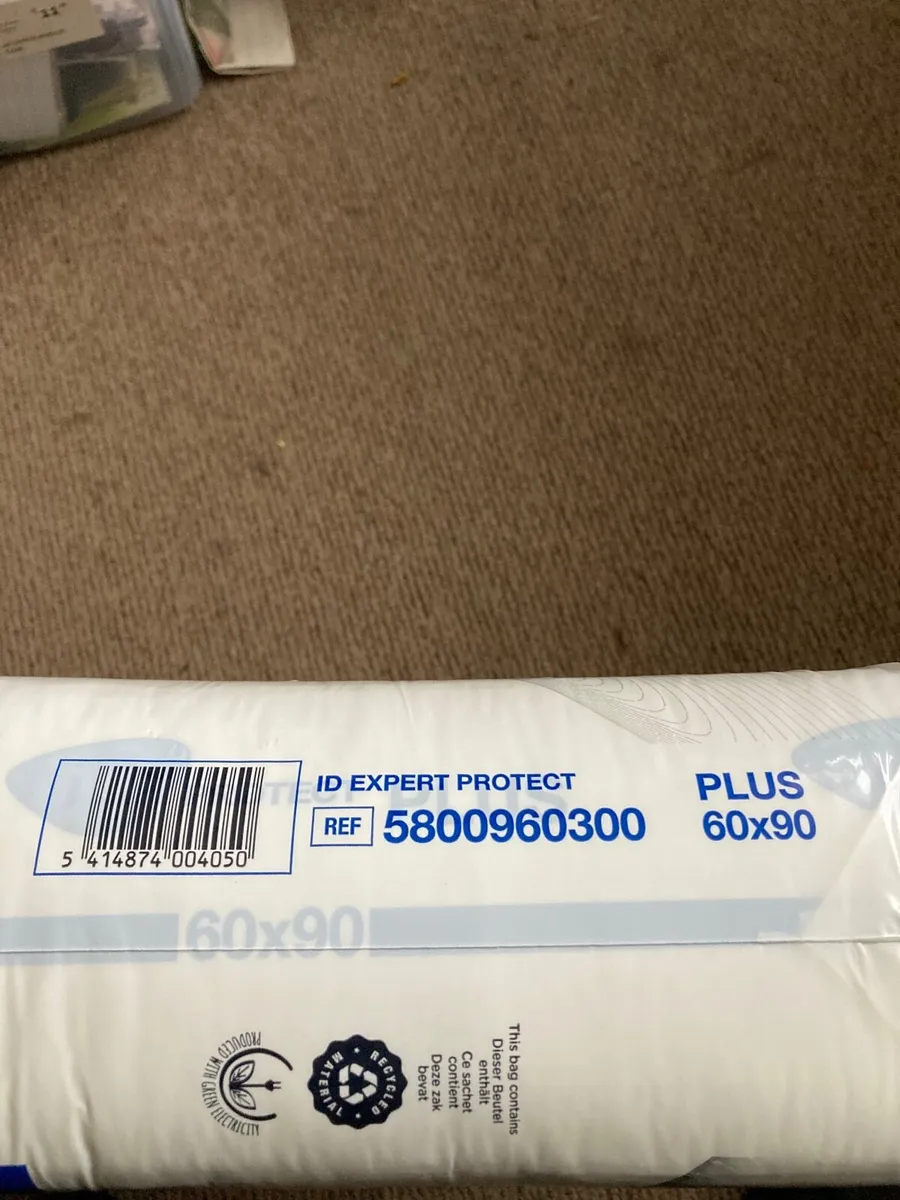 "11"
ID EXPERT PROTECT
REF 5800960300
PLUS
60x90
5 414874 004050
60x90
PRODUCED WITH GREEN ELECTRICITY
RECYCLED MATERIAL
This bag contains
Dieser Beutel
enthält
Ce sachet
contient
Deze zak
bevat